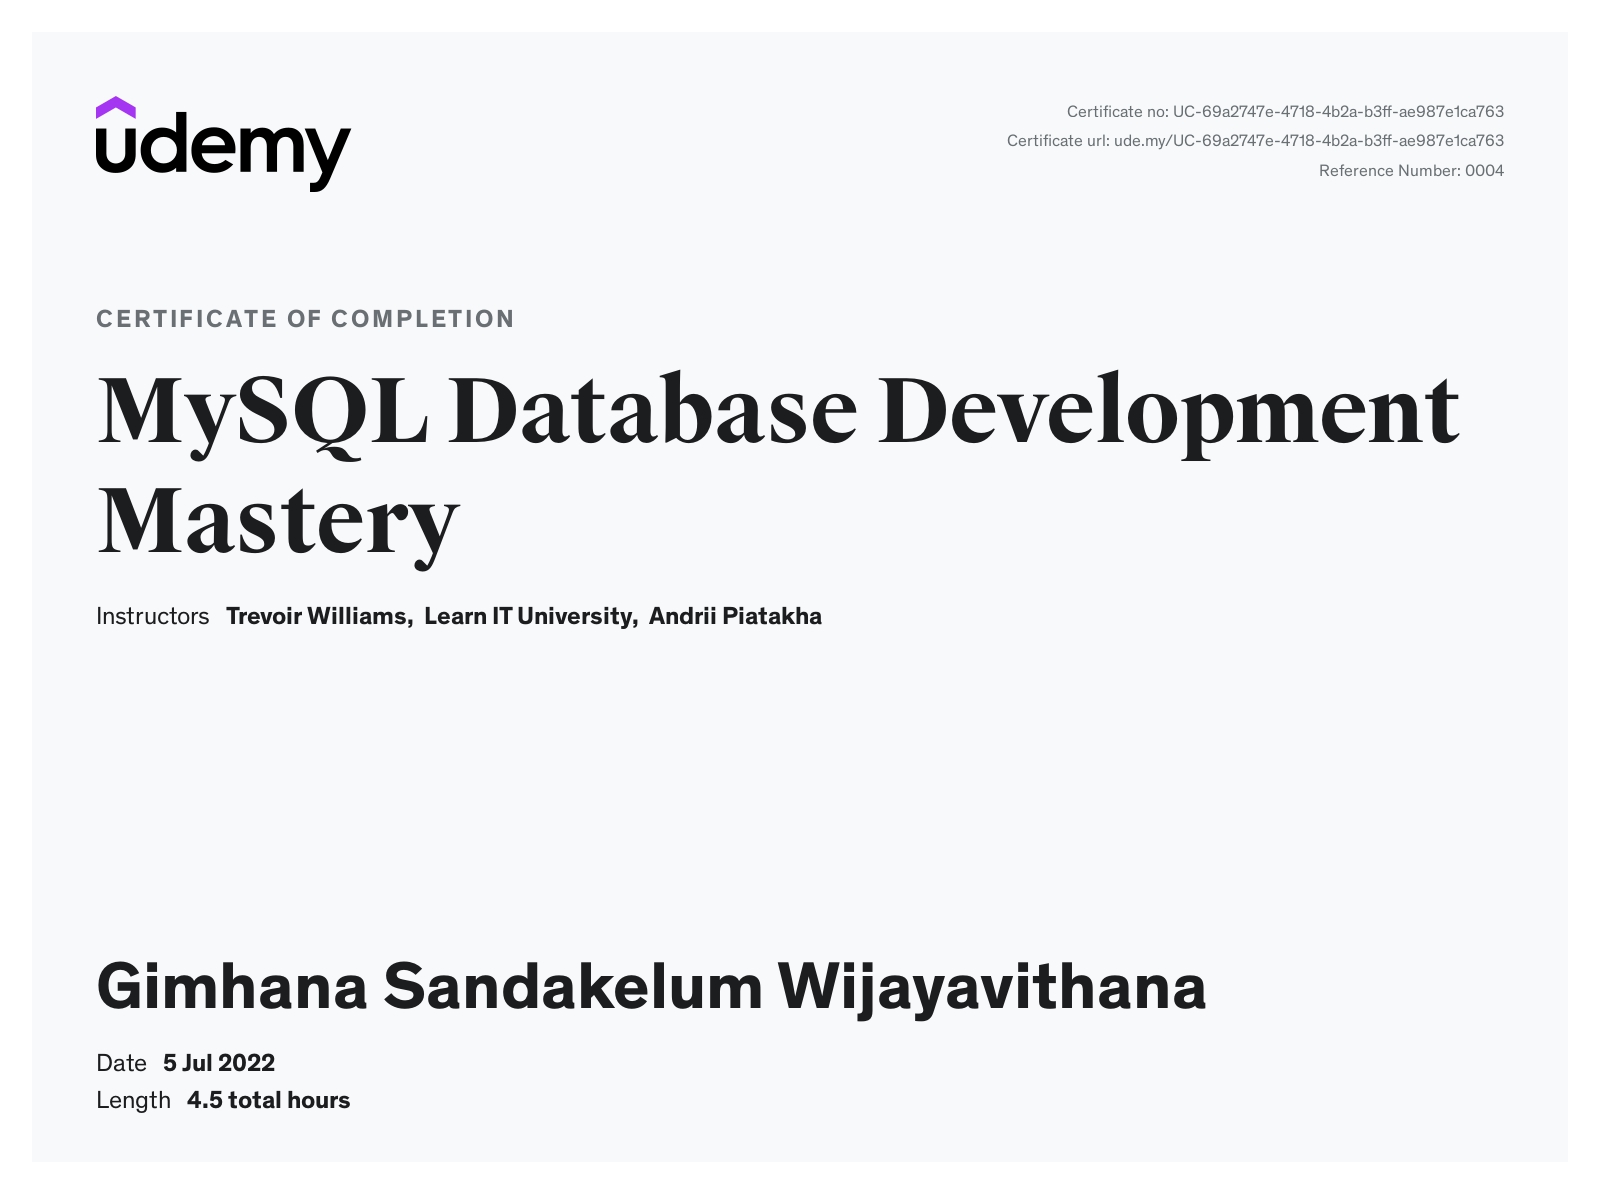 udemy
Certificate no: UC-69a2747e-4718-4b2a-b3ff-ae987e1ca763
Certificate url: ude.my/UC-69a2747e-4718-4b2a-b3ff-ae987e1ca763
Reference Number: 0004
CERTIFICATE OF COMPLETION
MySQL Database Development
Mastery
Instructors Trevoir Williams, Learn IT University, Andrii Piatakha
Gimhana Sandakelum Wijayavithana
Date 5 Jul 2022
Length 4.5 total hours